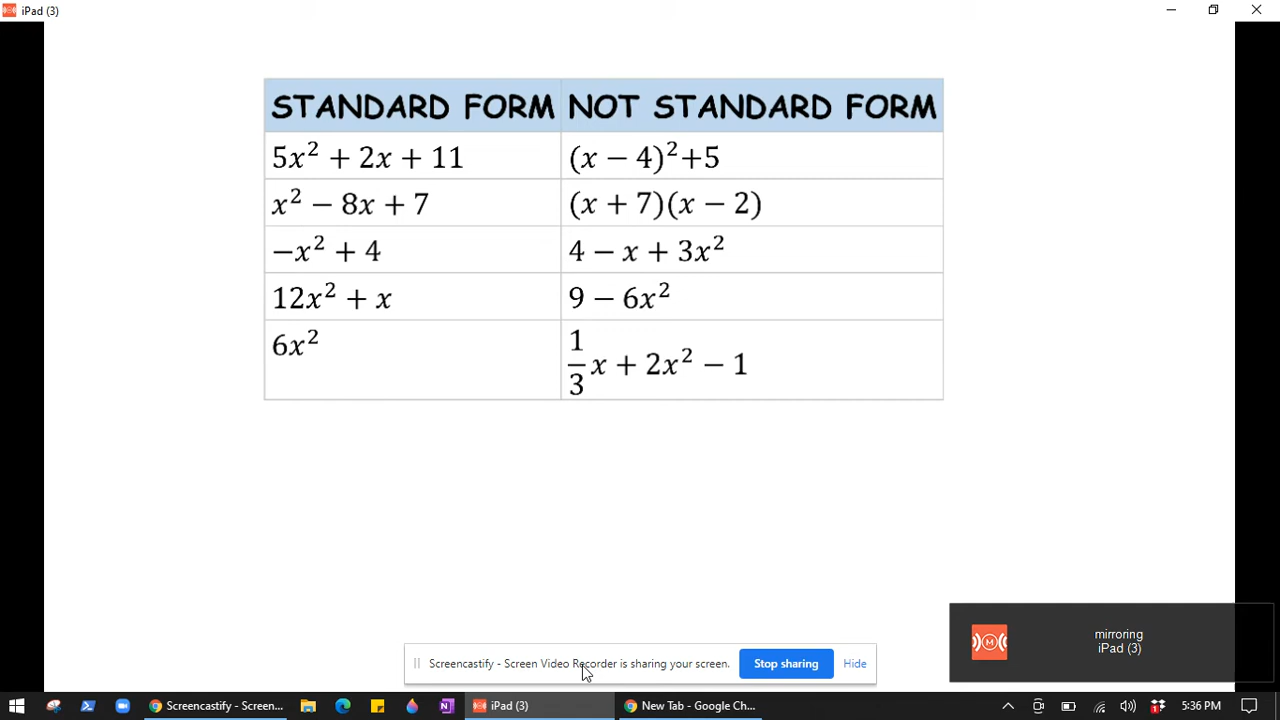 iPad (3)
STANDARD FORM NOT STANDARD FORM
5x² + 2x + 11 (x − 4)²+5
x² − 8x + 7 (x + 7)(x − 2)
−x² + 4 4 − x + 3x²
12x² + x 9 − 6x²
6x² 1/3 x + 2x² − 1
mirroring
iPad (3)
Screencastify - Screen Video Recorder is sharing your screen. Stop sharing Hide
Screencastify - Screen... iPad (3) New Tab - Google Ch... 5:36 PM